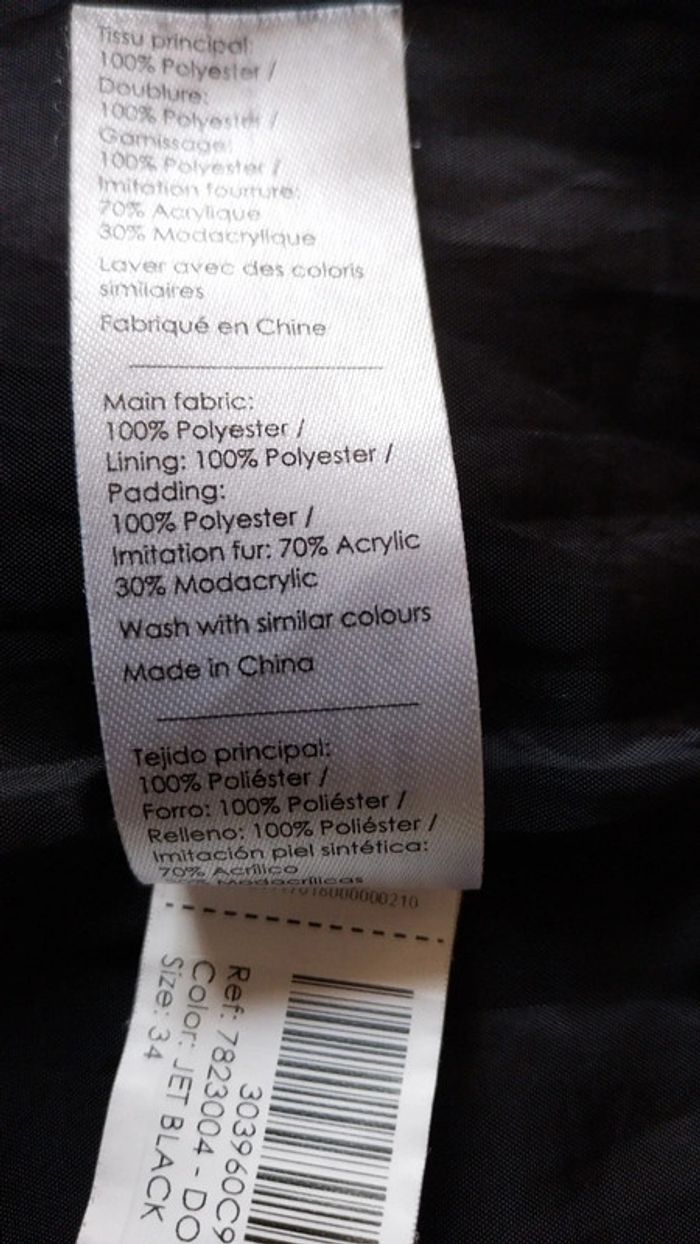 Tissu principal:
100% Polyester /
Doublure:
100% Polyester /
Garnissage:
100% Polyester /
Imitation fourrure:
70% Acrylique
30% Modacrylique
Laver avec des coloris
similaires
Fabriqué en Chine
Main fabric:
100% Polyester /
Lining: 100% Polyester /
Padding:
100% Polyester /
Imitation fur: 70% Acrylic
30% Modacrylic
Wash with similar colours
Made in China
Tejido principal:
100% Poliéster /
Forro: 100% Poliéster /
Relleno: 100% Poliéster /
Imitación piel sintética:
70% Acrílico
Modacrílicas
303960C9
Ref: 7823004 - DO
Color: JET BLACK
Size: 34